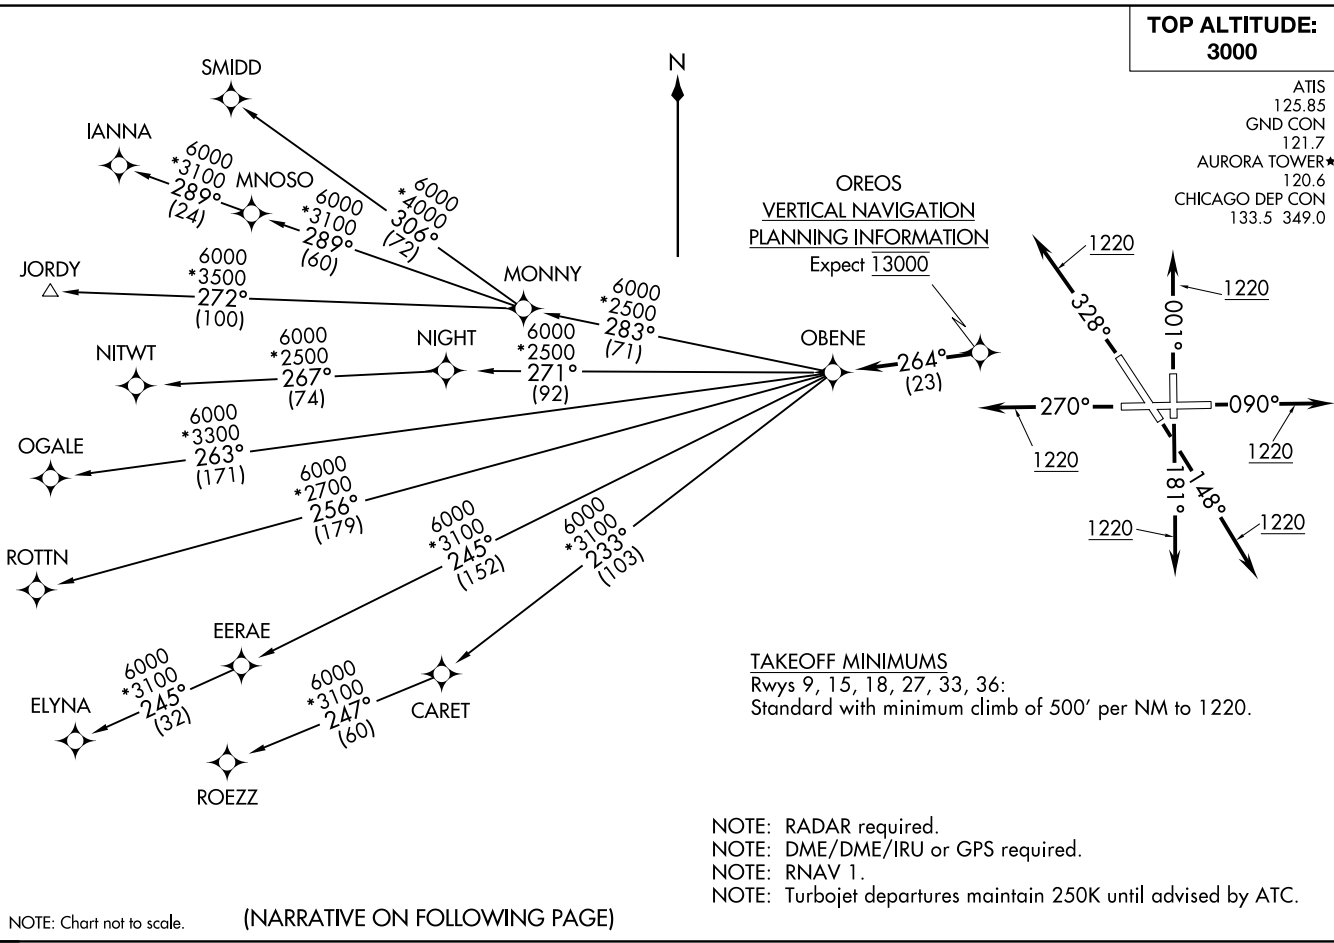 TOP ALTITUDE:
3000
ATIS
125.85
GND CON
121.7
AURORA TOWER★
120.6
CHICAGO DEP CON
133.5 349.0
N
SMIDD
IANNA
MNOSO
JORDY
MONNY
NITWT
NIGHT
OBENE
OGALE
ROTTN
EERAE
ELYNA
CARET
ROEZZ
6000
*4000
306°
(72)
6000
*3100
289°
(24)
6000
*3100
289°
(60)
6000
*3500
272°
(100)
6000
*2500
283°
(71)
6000
*2500
267°
(74)
6000
*2500
271°
(92)
6000
*3300
263°
(171)
6000
*2700
256°
(179)
6000
*3100
245°
(152)
6000
*3100
233°
(103)
6000
*3100
245°
(32)
6000
*3100
247°
(60)
OREOS
VERTICAL NAVIGATION
PLANNING INFORMATION
Expect 13000
264°
(23)
328°
1220
001°
1220
270°
1220
090°
1220
181°
1220
148°
1220
TAKEOFF MINIMUMS
Rwys 9, 15, 18, 27, 33, 36:
Standard with minimum climb of 500' per NM to 1220.
NOTE: RADAR required.
NOTE: DME/DME/IRU or GPS required.
NOTE: RNAV 1.
NOTE: Turbojet departures maintain 250K until advised by ATC.
NOTE: Chart not to scale.
(NARRATIVE ON FOLLOWING PAGE)